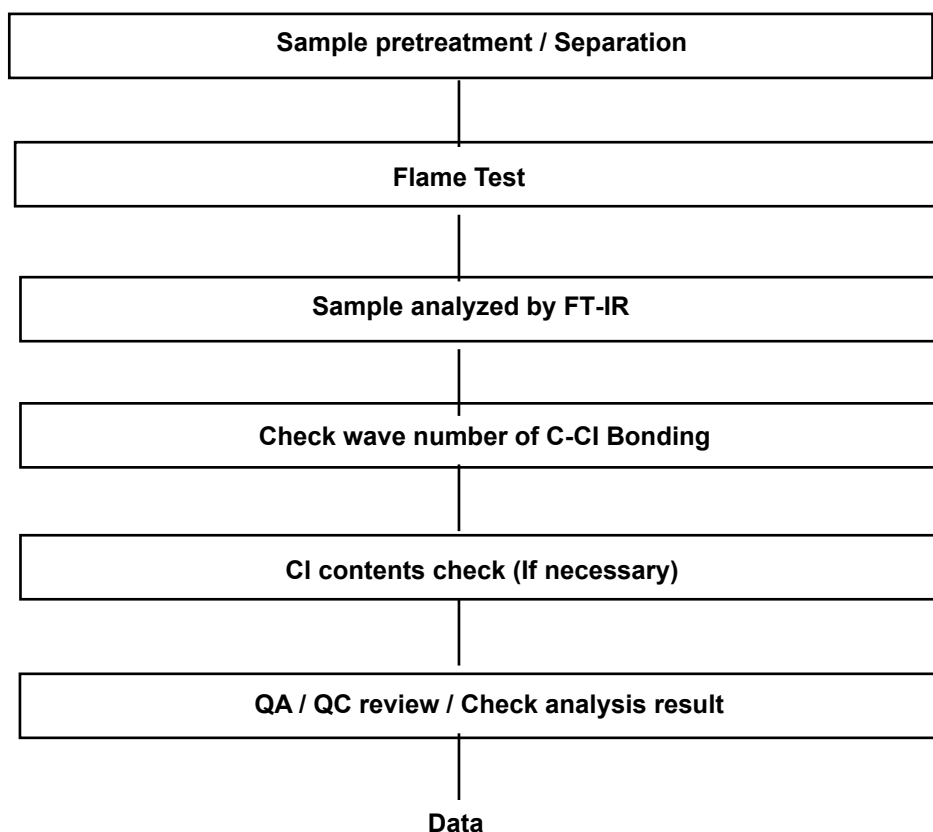 Sample pretreatment / Separation
Flame Test
Sample analyzed by FT-IR
Check wave number of C-Cl Bonding
Cl contents check (If necessary)
QA / QC review / Check analysis result
Data